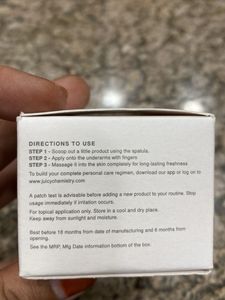 DIRECTIONS TO USE
STEP 1 - Scoop out a little product using the spatula.
STEP 2 - Apply onto the underarms with fingers
STEP 3 - Massage it into the skin completely for long-lasting freshness
To build your complete personal care regimen, download our app or log on to
www.juicychemistry.com
A patch test is advisable before adding a new product to your routine. Stop
usage immediately if irritation occurs.
For topical application only. Store in a cool and dry place.
Keep away from sunlight and moisture.
Best before 18 months from date of manufacturing and 6 months from
opening.
See the MRP, Mfg Date information bottom of the box.